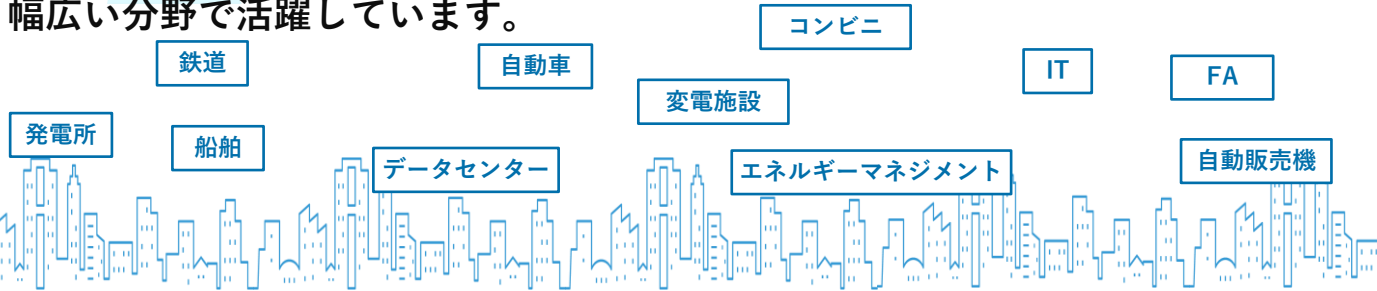 幅広い分野で活躍しています。
コンビニ
鉄道
自動車
IT
FA
変電施設
発電所
船舶
データセンター
エネルギーマネジメント
自動販売機